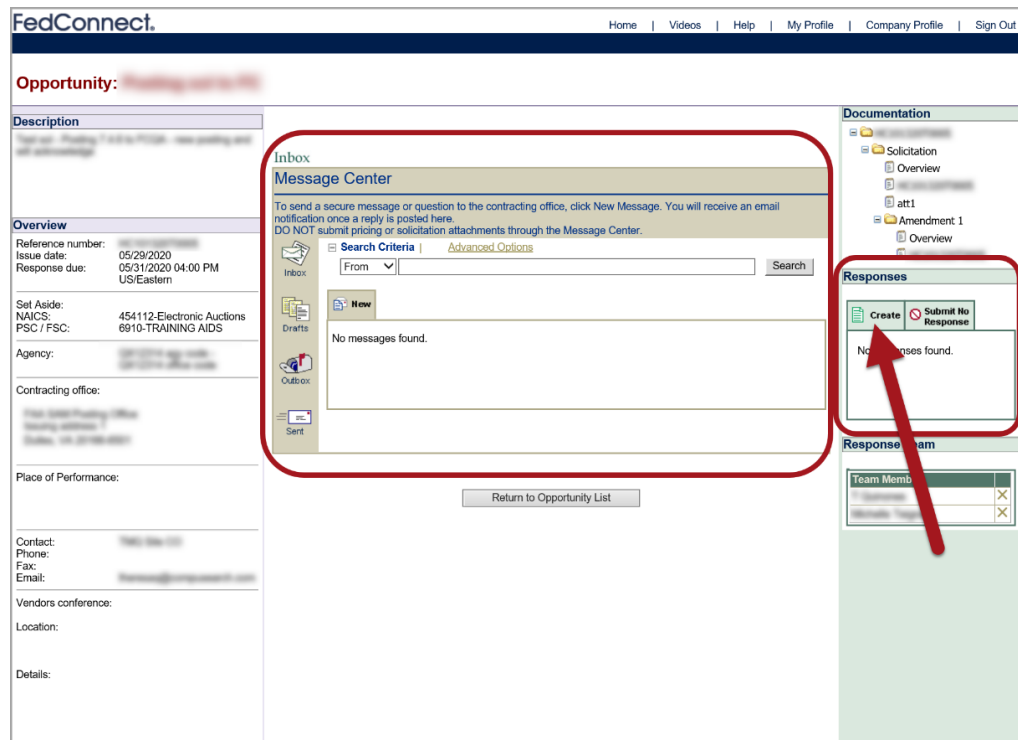 FedConnect.
Home | Videos | Help | My Profile | Company Profile | Sign Out
Opportunity:
Description
Overview
Reference number:
Issue date: 05/29/2020
Response due: 05/31/2020 04:00 PM
US/Eastern
Set Aside:
NAICS: 454112-Electronic Auctions
PSC / FSC: 6910-TRAINING AIDS
Agency:
Contracting office:
Place of Performance:
Contact:
Phone:
Fax:
Email:
Vendors conference:
Location:
Details:
Inbox
Message Center
To send a secure message or question to the contracting office, click New Message. You will receive an email
notification once a reply is posted here.
DO NOT submit pricing or solicitation attachments through the Message Center.
Inbox
Drafts
Outbox
Sent
Search Criteria | Advanced Options
From Search
New
No messages found.
Return to Opportunity List
Documentation
Solicitation
Overview
att1
Amendment 1
Overview
Responses
Create
Submit No
Response
found.
Response
Team